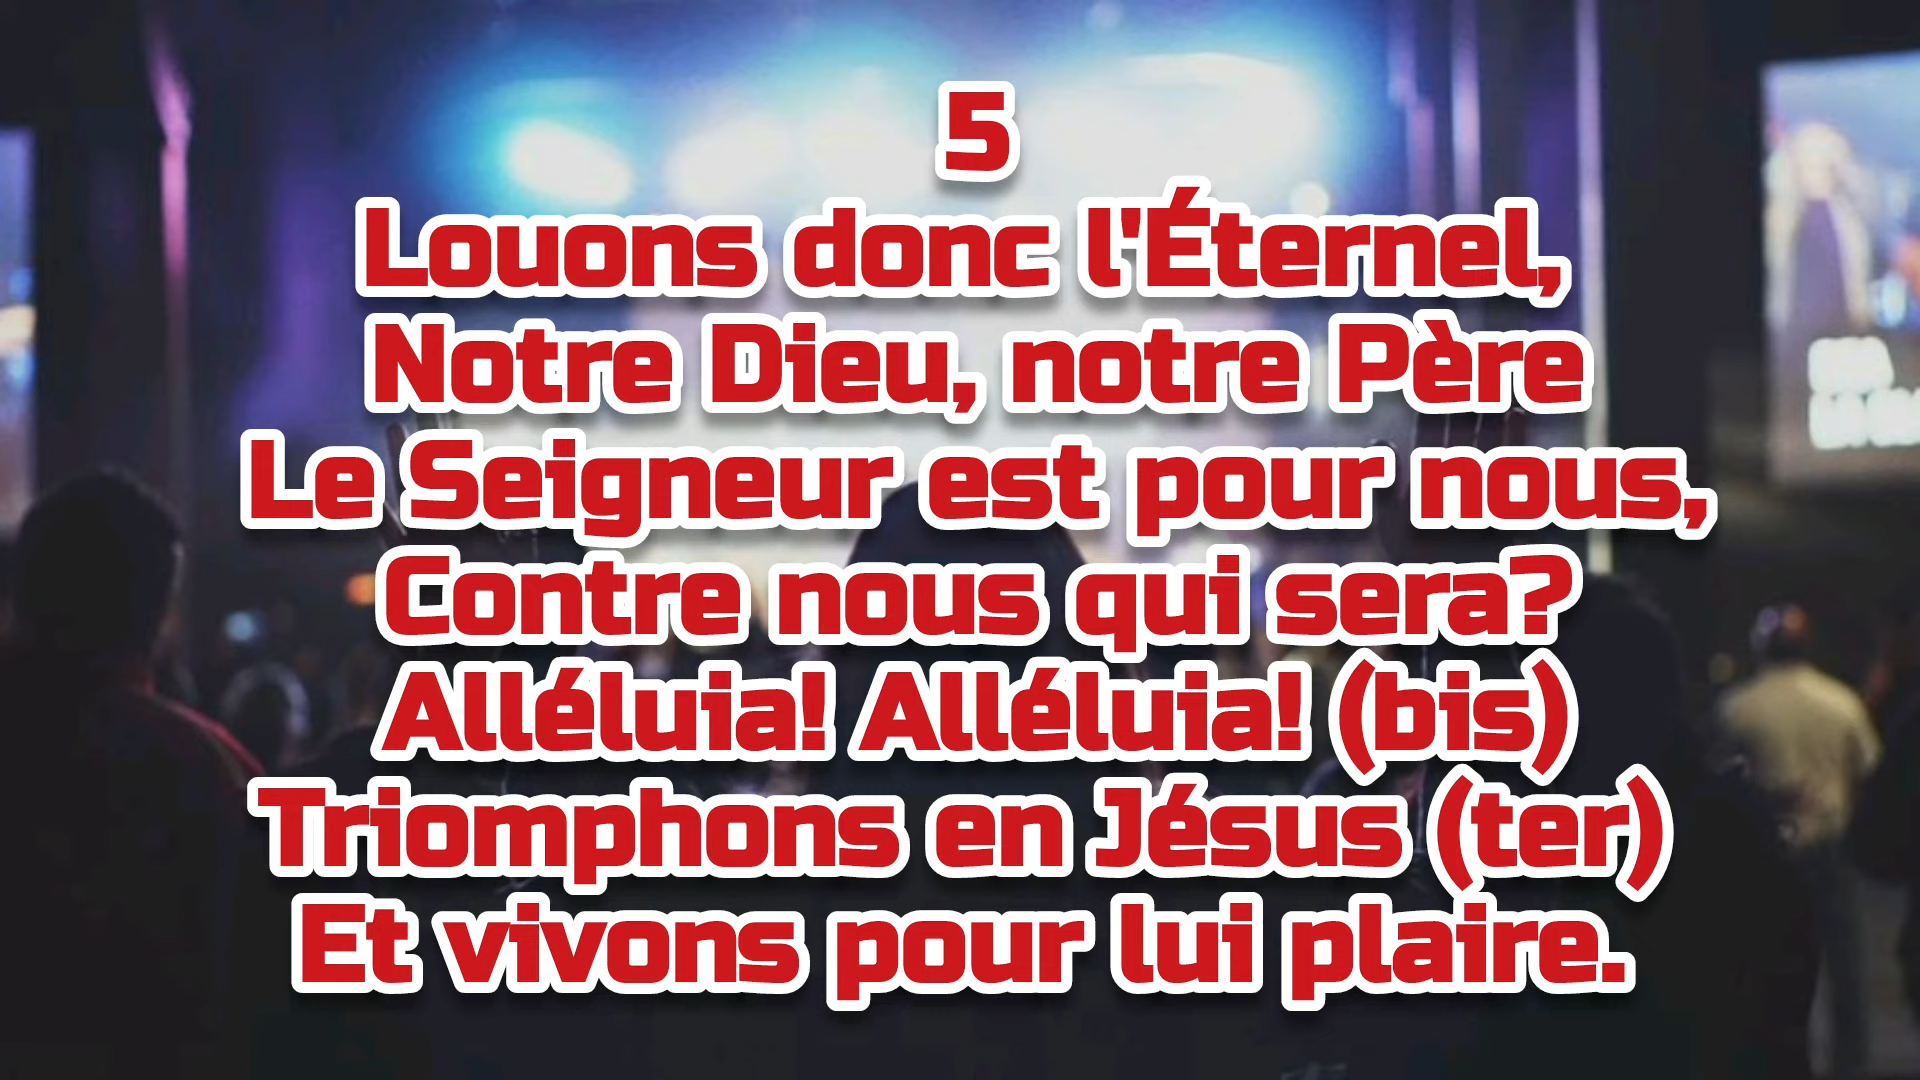 5
Louons donc l'Éternel,
Notre Dieu, notre Père
Le Seigneur est pour nous,
Contre nous qui sera?
Alléluia! Alléluia! (bis)
Triomphons en Jésus (ter)
Et vivons pour lui plaire.